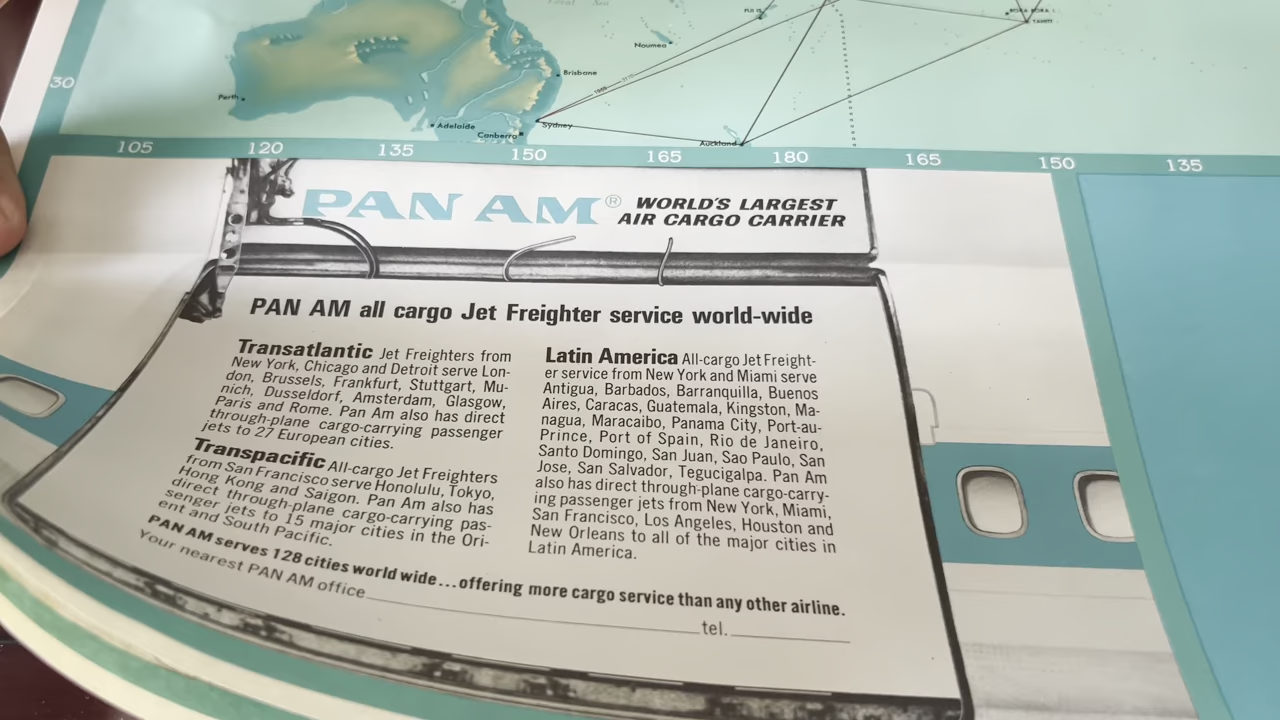 BORA BORA I.
TAHITI
FIJI IS.
Coral Sea
Noumea
Brisbane
30
Perth
Adelaide
Canberra
Sydney
Auckland
105 120 135 150 165 180 165 150 135
PAN AM® WORLD'S LARGEST
AIR CARGO CARRIER
PAN AM all cargo Jet Freighter service world-wide
Transatlantic Jet Freighters from
New York, Chicago and Detroit serve Lon-
don, Brussels, Frankfurt, Stuttgart, Mu-
nich, Dusseldorf, Amsterdam, Glasgow,
Paris and Rome. Pan Am also has direct
through-plane cargo-carrying passenger
jets to 27 European cities.
Transpacific All-cargo Jet Freighters
from San Francisco serve Honolulu, Tokyo,
Hong Kong and Saigon. Pan Am also has
direct through-plane cargo-carrying pas-
senger jets to 15 major cities in the Ori-
ent and South Pacific.
Latin America All-cargo Jet Freight-
er service from New York and Miami serve
Antigua, Barbados, Barranquilla, Buenos
Aires, Caracas, Guatemala, Kingston, Ma-
nagua, Maracaibo, Panama City, Port-au-
Prince, Port of Spain, Rio de Janeiro,
Santo Domingo, San Juan, Sao Paulo, San
Jose, San Salvador, Tegucigalpa. Pan Am
also has direct through-plane cargo-carry-
ing passenger jets from New York, Miami,
San Francisco, Los Angeles, Houston and
New Orleans to all of the major cities in
Latin America.
PAN AM serves 128 cities world wide...offering more cargo service than any other airline.
Your nearest PAN AM office tel.